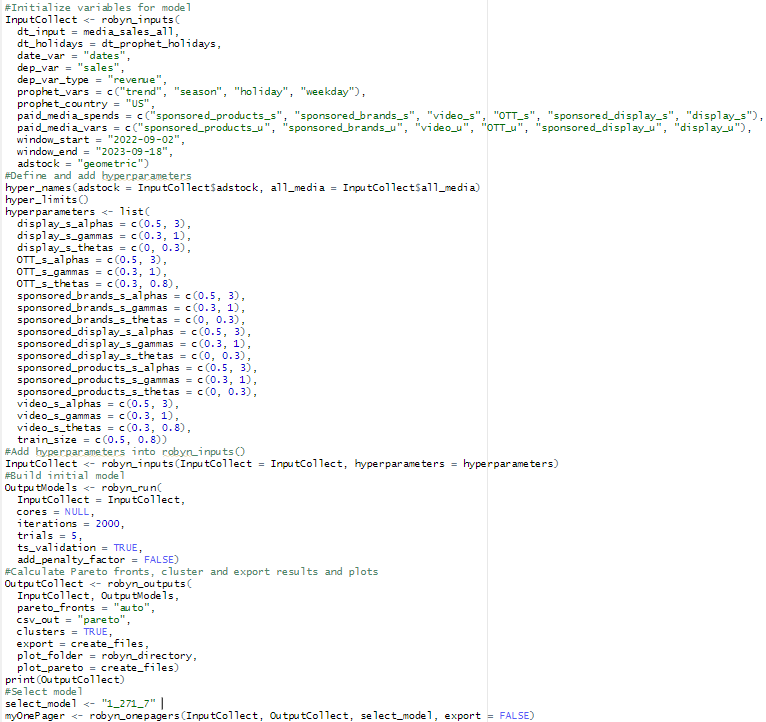 #Initialize variables for model
InputCollect <- robyn_inputs(
  dt_input = media_sales_all,
  dt_holidays = dt_prophet_holidays,
  date_var = "dates",
  dep_var = "sales",
  dep_var_type = "revenue",
  prophet_vars = c("trend", "season", "holiday", "weekday"),
  prophet_country = "US",
  paid_media_spends = c("sponsored_products_s", "sponsored_brands_s", "video_s", "OTT_s", "sponsored_display_s", "display_s"),
  paid_media_vars = c("sponsored_products_u", "sponsored_brands_u", "video_u", "OTT_u", "sponsored_display_u", "display_u"),
  window_start = "2022-09-02",
  window_end = "2023-09-18",
  adstock = "geometric")
#Define and add hyperparameters
hyper_names(adstock = InputCollect$adstock, all_media = InputCollect$all_media)
hyper_limits()
hyperparameters <- list(
  display_s_alphas = c(0.5, 3),
  display_s_gammas = c(0.3, 1),
  display_s_thetas = c(0, 0.3),
  OTT_s_alphas = c(0.5, 3),
  OTT_s_gammas = c(0.3, 1),
  OTT_s_thetas = c(0.3, 0.8),
  sponsored_brands_s_alphas = c(0.5, 3),
  sponsored_brands_s_gammas = c(0.3, 1),
  sponsored_brands_s_thetas = c(0, 0.3),
  sponsored_display_s_alphas = c(0.5, 3),
  sponsored_display_s_gammas = c(0.3, 1),
  sponsored_display_s_thetas = c(0, 0.3),
  sponsored_products_s_alphas = c(0.5, 3),
  sponsored_products_s_gammas = c(0.3, 1),
  sponsored_products_s_thetas = c(0, 0.3),
  video_s_alphas = c(0.5, 3),
  video_s_gammas = c(0.3, 1),
  video_s_thetas = c(0.3, 0.8),
  train_size = c(0.5, 0.8))
#Add hyperparameters into robyn_inputs()
InputCollect <- robyn_inputs(InputCollect = InputCollect, hyperparameters = hyperparameters)
#Build initial model
OutputModels <- robyn_run(
  InputCollect = InputCollect,
  cores = NULL,
  iterations = 2000,
  trials = 5,
  ts_validation = TRUE,
  add_penalty_factor = FALSE)
#Calculate Pareto fronts, cluster and export results and plots
OutputCollect <- robyn_outputs(
  InputCollect, OutputModels,
  pareto_fronts = "auto",
  csv_out = "pareto",
  clusters = TRUE,
  export = create_files,
  plot_folder = robyn_directory,
  plot_pareto = create_files)
print(OutputCollect)
#Select model
select_model <- "1_271_7"
myOnePager <- robyn_onepagers(InputCollect, OutputCollect, select_model, export = FALSE)